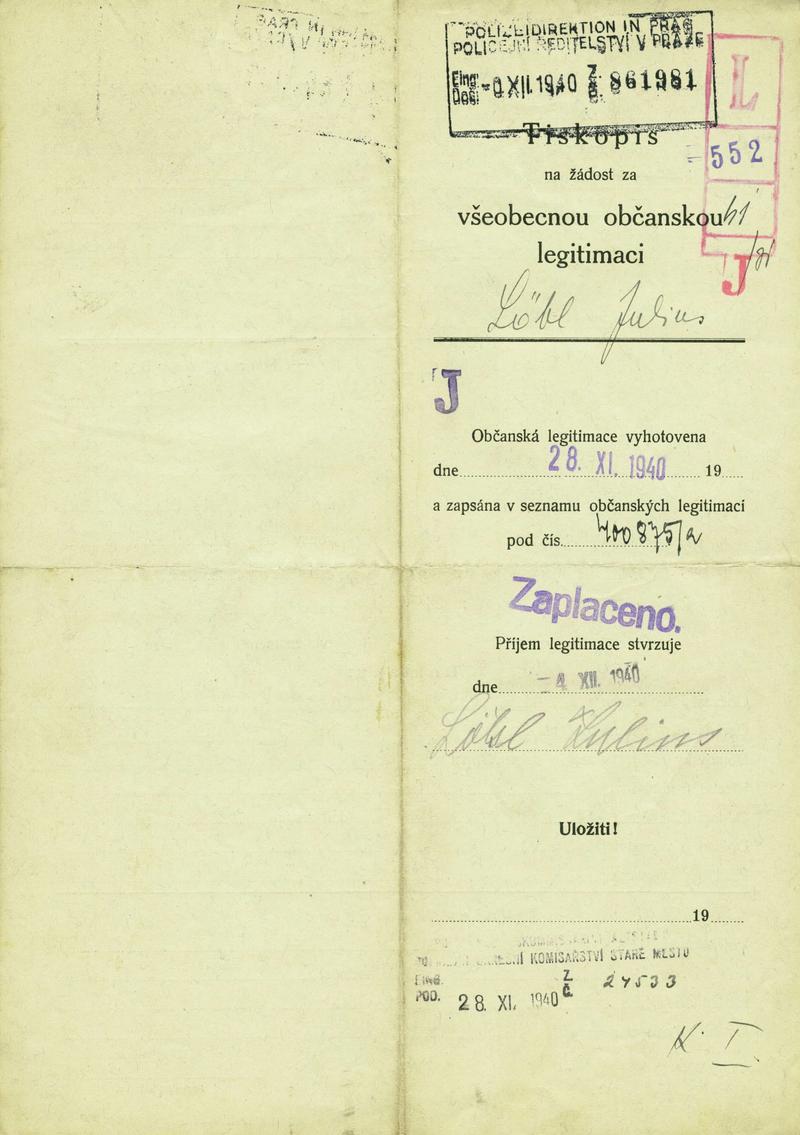 POLIZEIDIREKTION IN PRAG
POLICEJNÍ ŘEDITELSTVÍ V PRAZE
Eing. Došl. XII. 1940 Z. Č. 861981
L
Tiskopis
552
na žádost za
všeobecnou občanskou
legitimaci
J
Löbl Julius
J
Občanská legitimace vyhotovena
dne 28. XI. 1940 19
a zapsána v seznamu občanských legitimací
pod čís.
Zaplaceno.
Příjem legitimace stvrzuje
dne -4 XII. 1940
Löbl Julius
Uložiti!
19
KOMISAŘSTVÍ STARÉ MĚSTO
EING. Z. 24533
POD. 28. XI. 1940 Č.
K. I